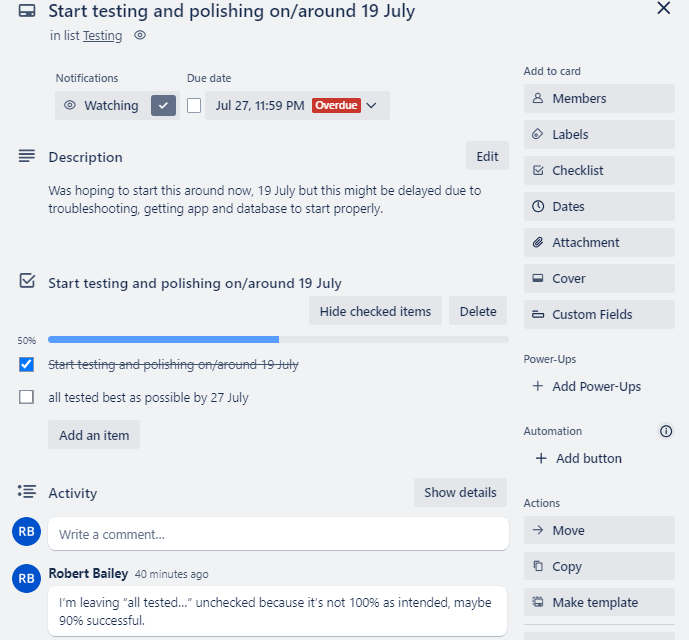 Start testing and polishing on/around 19 July
in list Testing
Notifications
Due date
Watching
Jul 27, 11:59 PM Overdue
Description
Edit
Was hoping to start this around now, 19 July but this might be delayed due to
troubleshooting, getting app and database to start properly.
Start testing and polishing on/around 19 July
Hide checked items
Delete
50%
Start testing and polishing on/around 19 July
all tested best as possible by 27 July
Add an item
Activity
Show details
RB
Write a comment…
RB
Robert Bailey 40 minutes ago
I'm leaving “all tested…” unchecked because it's not 100% as intended, maybe
90% successful.
Add to card
Members
Labels
Checklist
Dates
Attachment
Cover
Custom Fields
Power-Ups
+ Add Power-Ups
Automation
+ Add button
Actions
Move
Copy
Make template